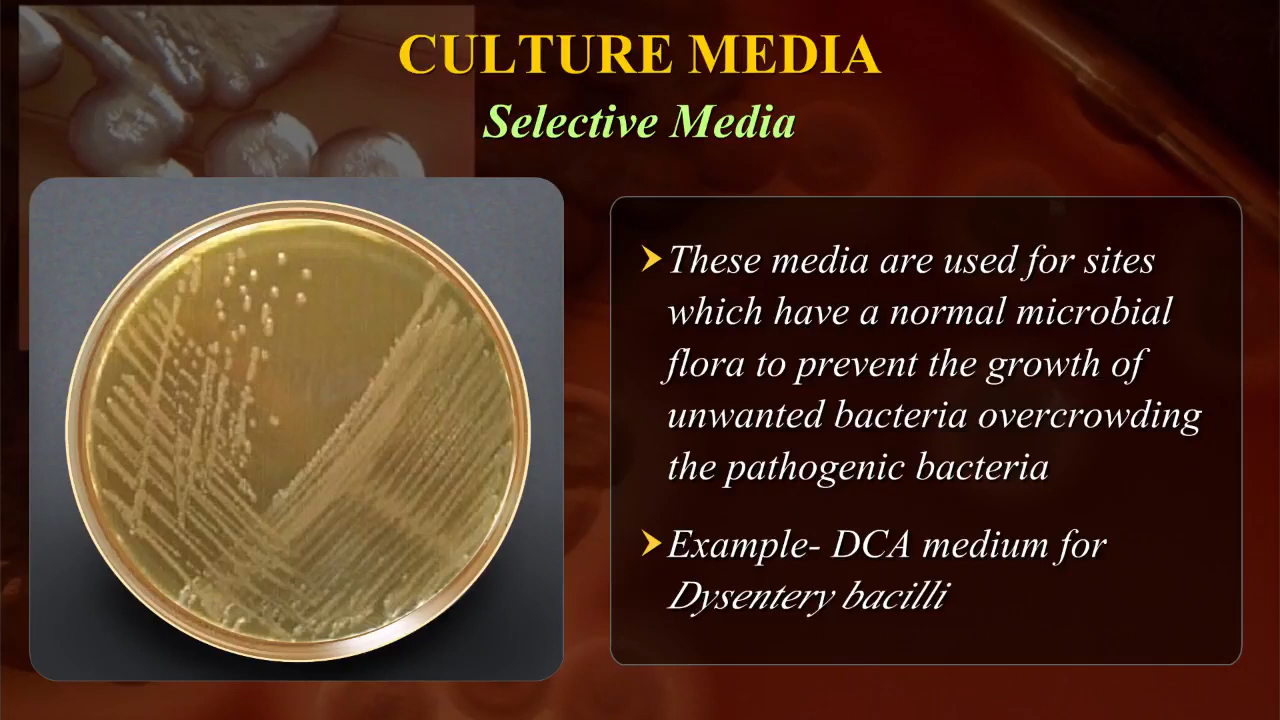 CULTURE MEDIA
Selective Media
These media are used for sites
which have a normal microbial
flora to prevent the growth of
unwanted bacteria overcrowding
the pathogenic bacteria
Example- DCA medium for
Dysentery bacilli